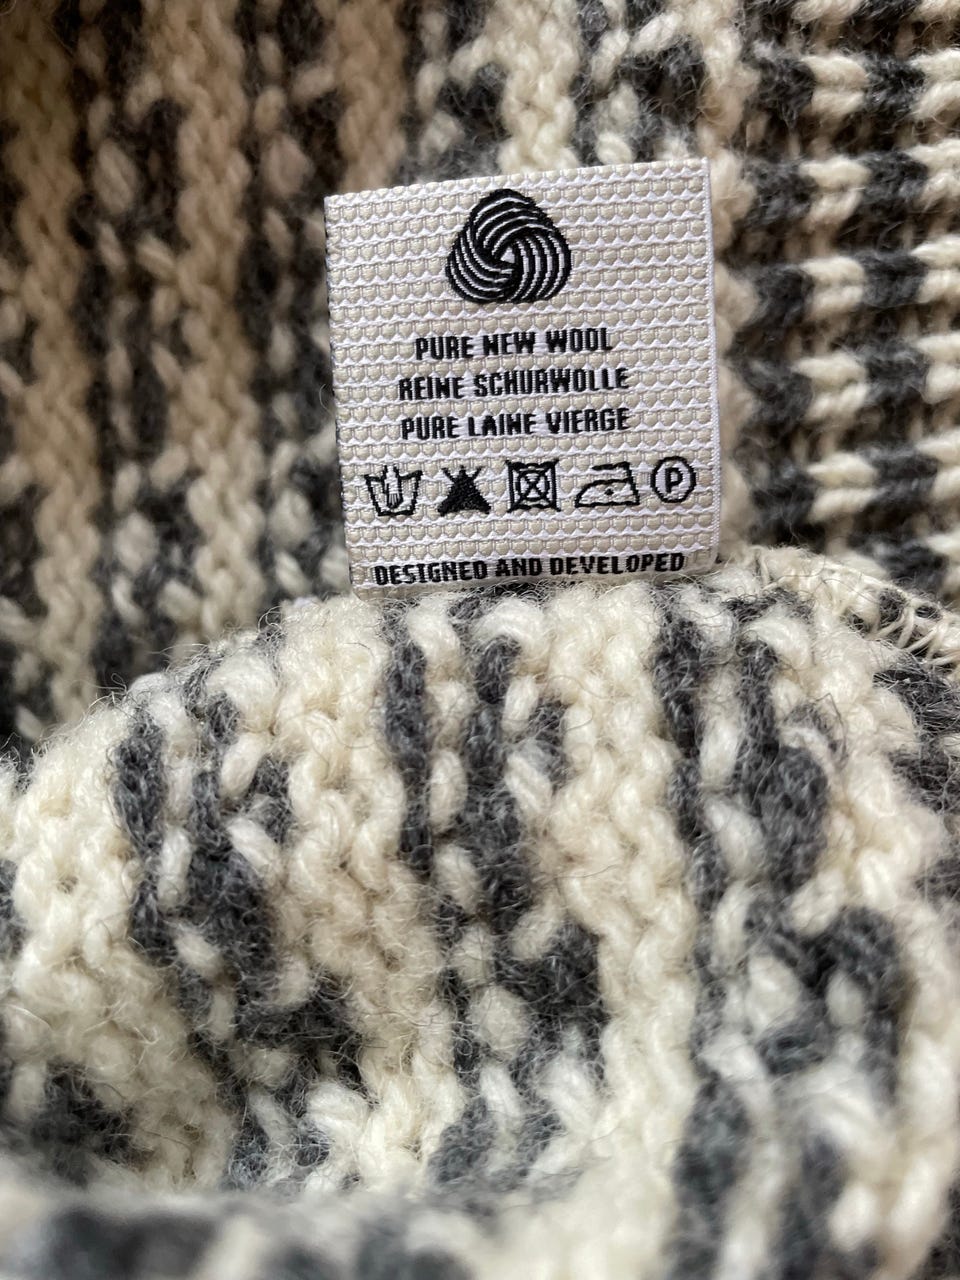 PURE NEW WOOL
REINE SCHURWOLLE
PURE LAINE VIERGE
P
DESIGNED AND DEVELOPED